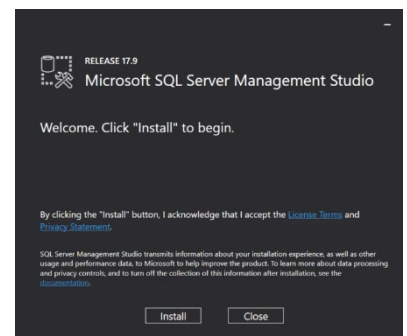 RELEASE 17.9
Microsoft SQL Server Management Studio
Welcome. Click "Install" to begin.
By clicking the "Install" button, I acknowledge that I accept the License Terms and
Privacy Statement.
SQL Server Management Studio transmits information about your installation experience, as well as other
usage and performance data, to Microsoft to help improve the product. To learn more about data processing
and privacy controls, and to turn off the collection of this information after installation, see the
documentation.
Install
Close